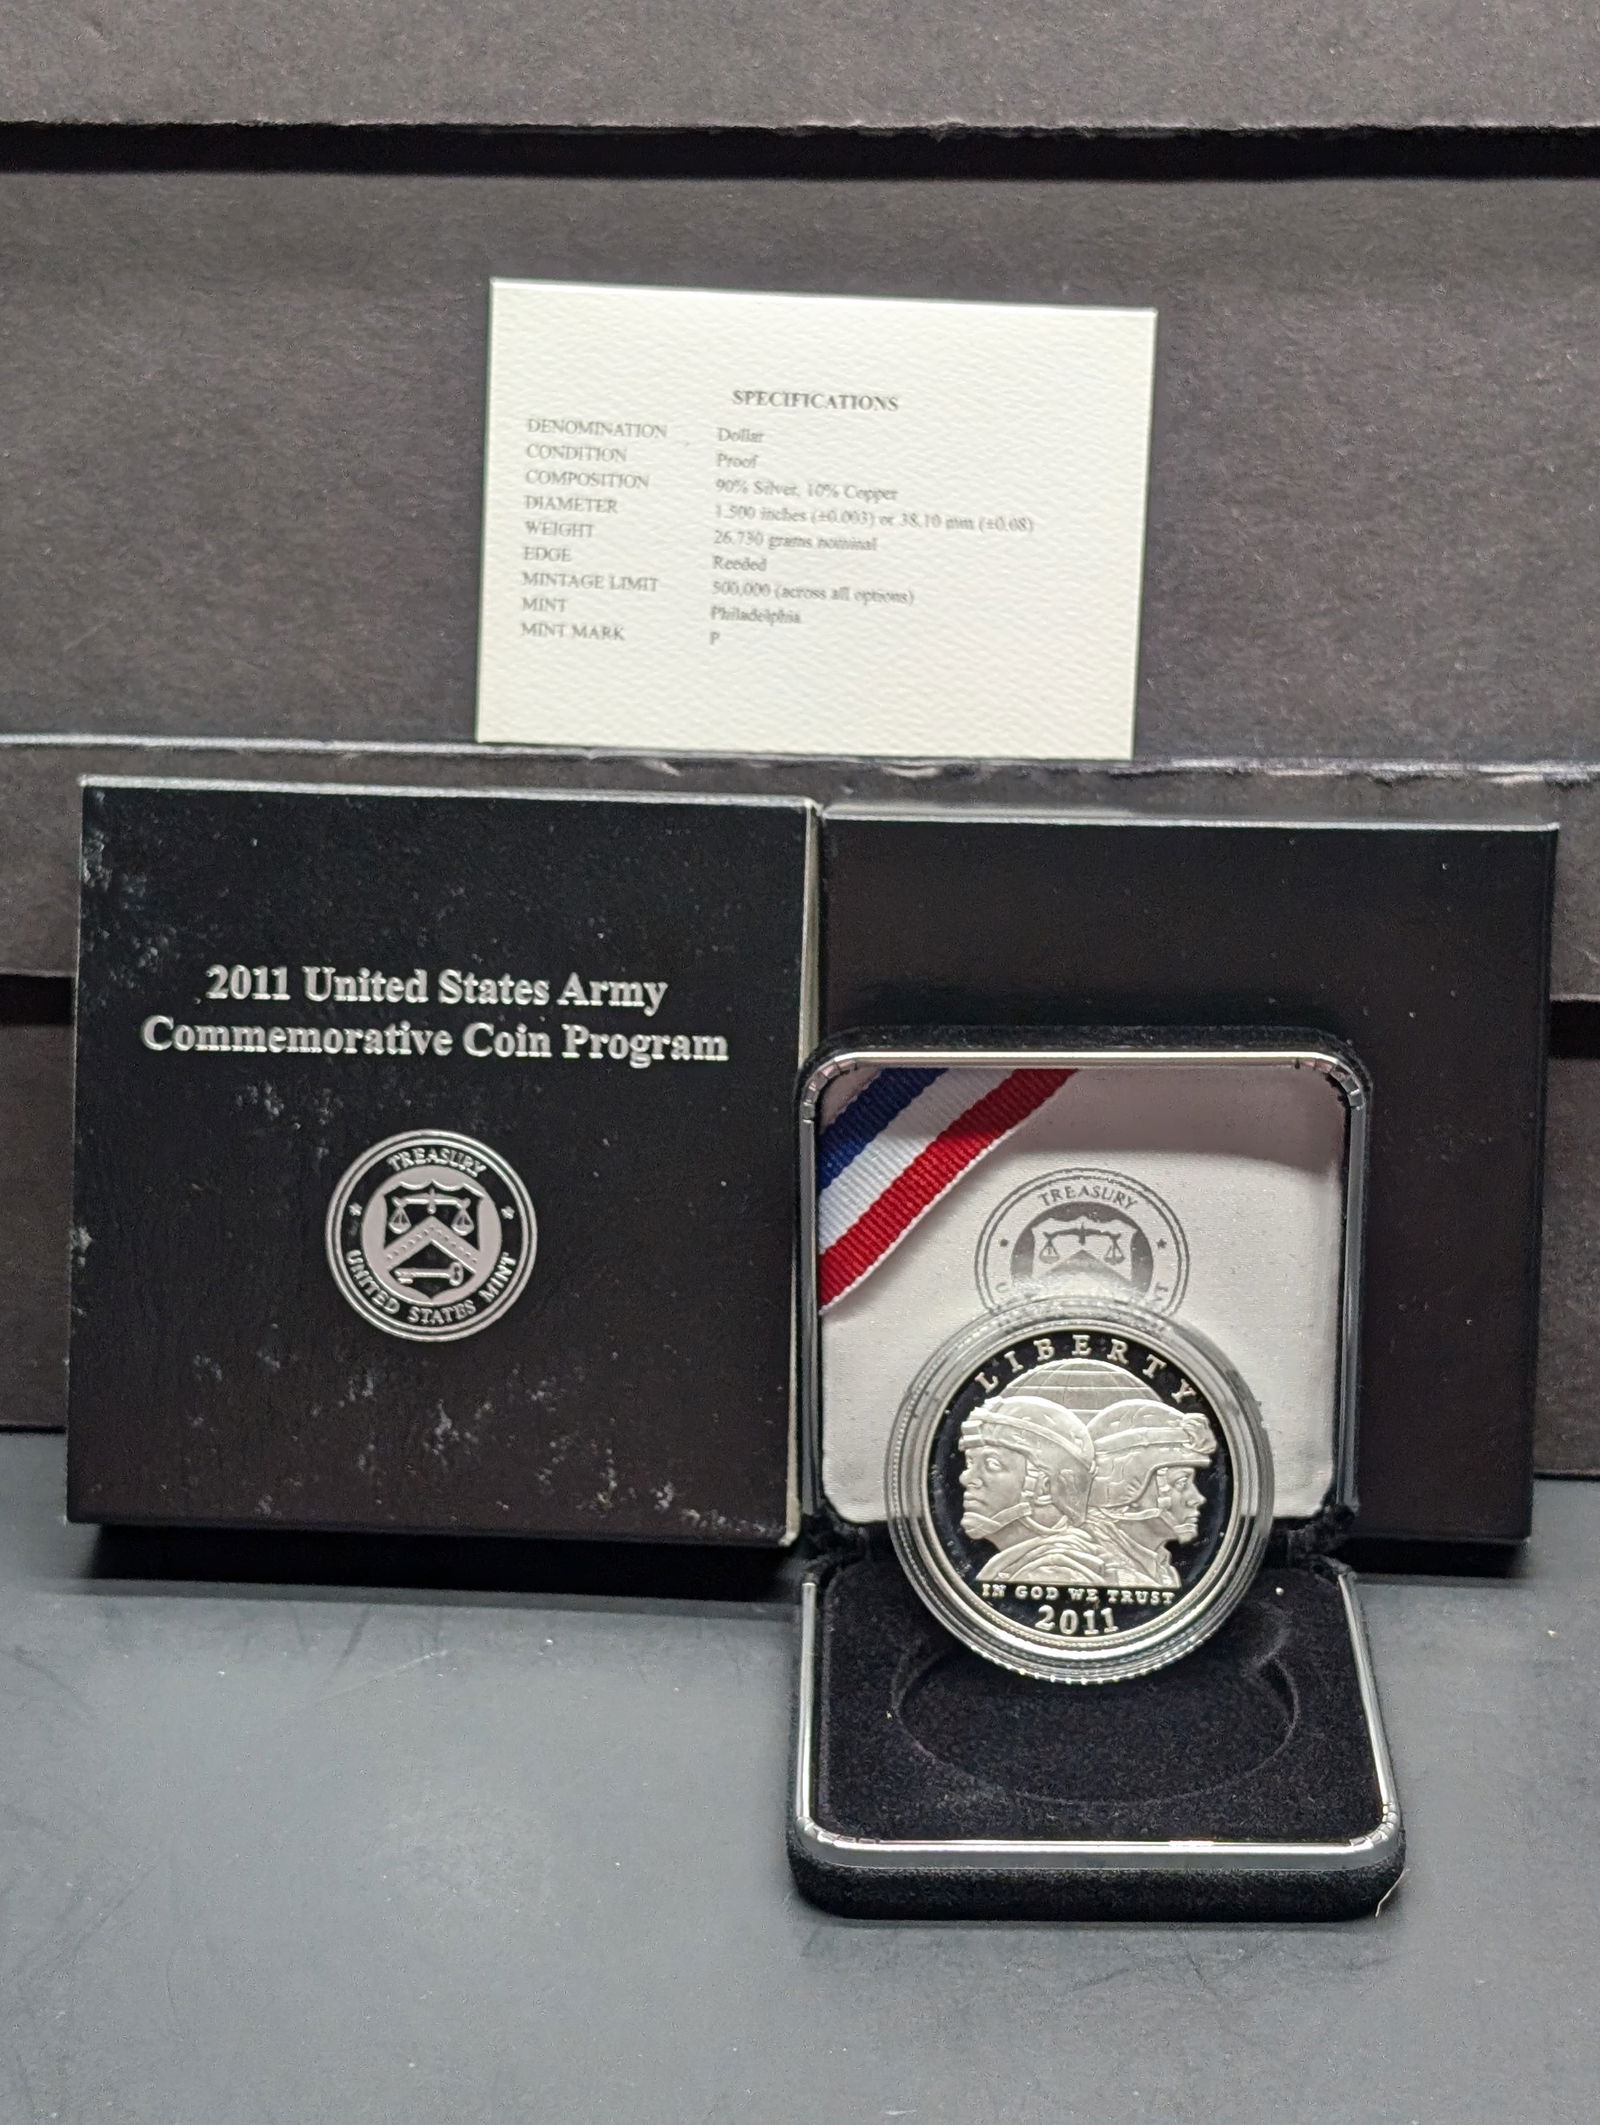 SPECIFICATIONS
DENOMINATION Dollar
CONDITION Proof
COMPOSITION 90% Silver, 10% Copper
DIAMETER 1.500 inches (±0.003) or 38.10 mm (±0.08)
WEIGHT 26.730 grams nominal
EDGE Reeded
MINTAGE LIMIT 500,000 (across all options)
MINT Philadelphia
MINT MARK P
2011 United States Army
Commemorative Coin Program
TREASURY
UNITED STATES MINT
TREASURY
LIBERTY
IN GOD WE TRUST
2011